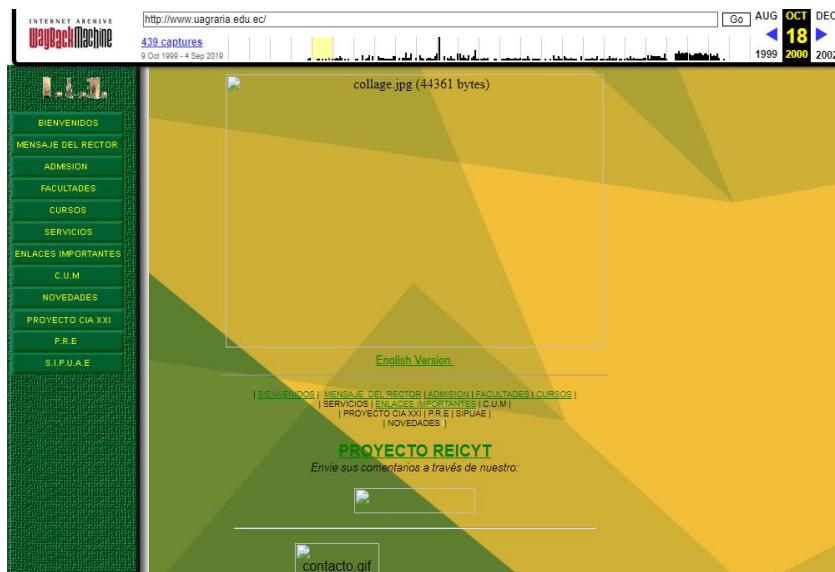 INTERNET ARCHIVE
WayBackMachine
http://www.uagraria.edu.ec/
Go
AUG OCT DEC
439 captures
18
9 Oct 1999 - 4 Sep 2019
1999 2000 2002
BIENVENIDOS
MENSAJE DEL RECTOR
ADMISION
FACULTADES
CURSOS
SERVICIOS
ENLACES IMPORTANTES
C.U.M
NOVEDADES
PROYECTO CIA XXI
P.R.E
S.I.P.U.A.E
collage.jpg (44361 bytes)
English Version
| BIENVENIDOS | MENSAJE DEL RECTOR | ADMISION | FACULTADES | CURSOS |
| SERVICIOS | ENLACES IMPORTANTES | C.U.M |
| PROYECTO CIA XXI | P.R.E | SIPUAE |
| NOVEDADES |
PROYECTO REICYT
Envie sus comentarios a través de nuestro:
contacto.gif